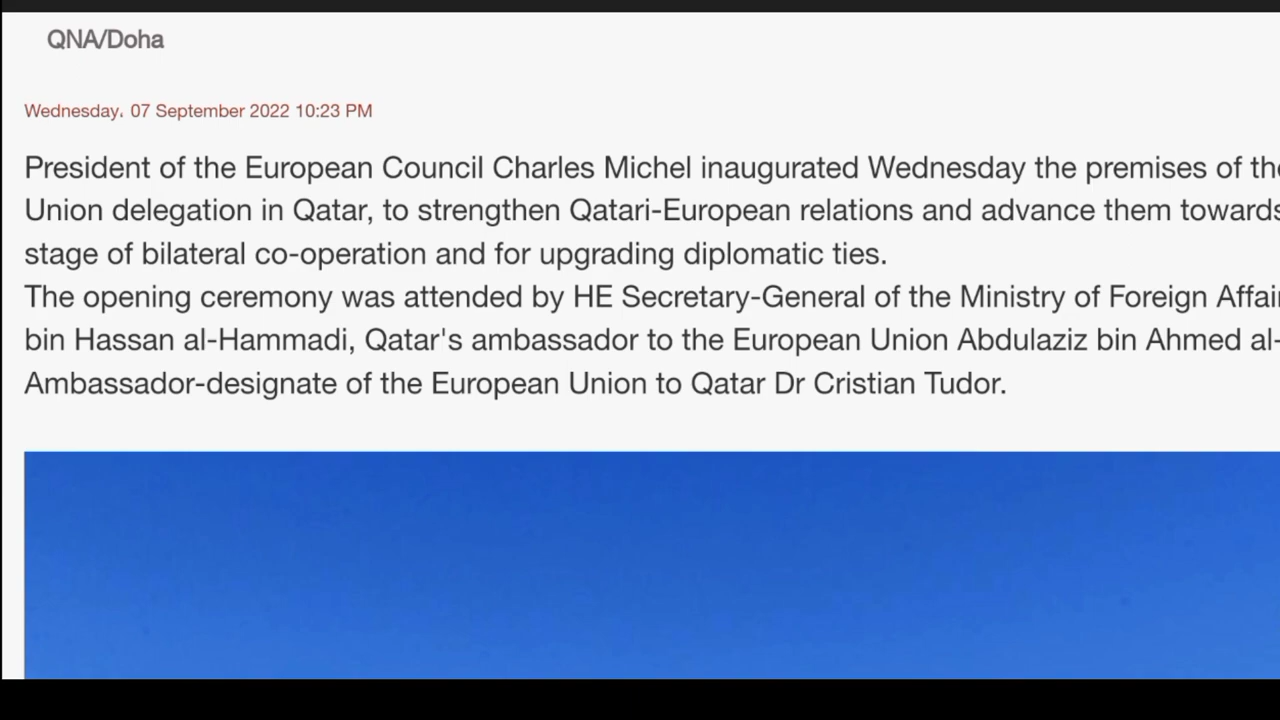 QNA/Doha
Wednesday، 07 September 2022 10:23 PM
President of the European Council Charles Michel inaugurated Wednesday the premises of the
Union delegation in Qatar, to strengthen Qatari-European relations and advance them towards
stage of bilateral co-operation and for upgrading diplomatic ties.
The opening ceremony was attended by HE Secretary-General of the Ministry of Foreign Affair
bin Hassan al-Hammadi, Qatar's ambassador to the European Union Abdulaziz bin Ahmed al-
Ambassador-designate of the European Union to Qatar Dr Cristian Tudor.